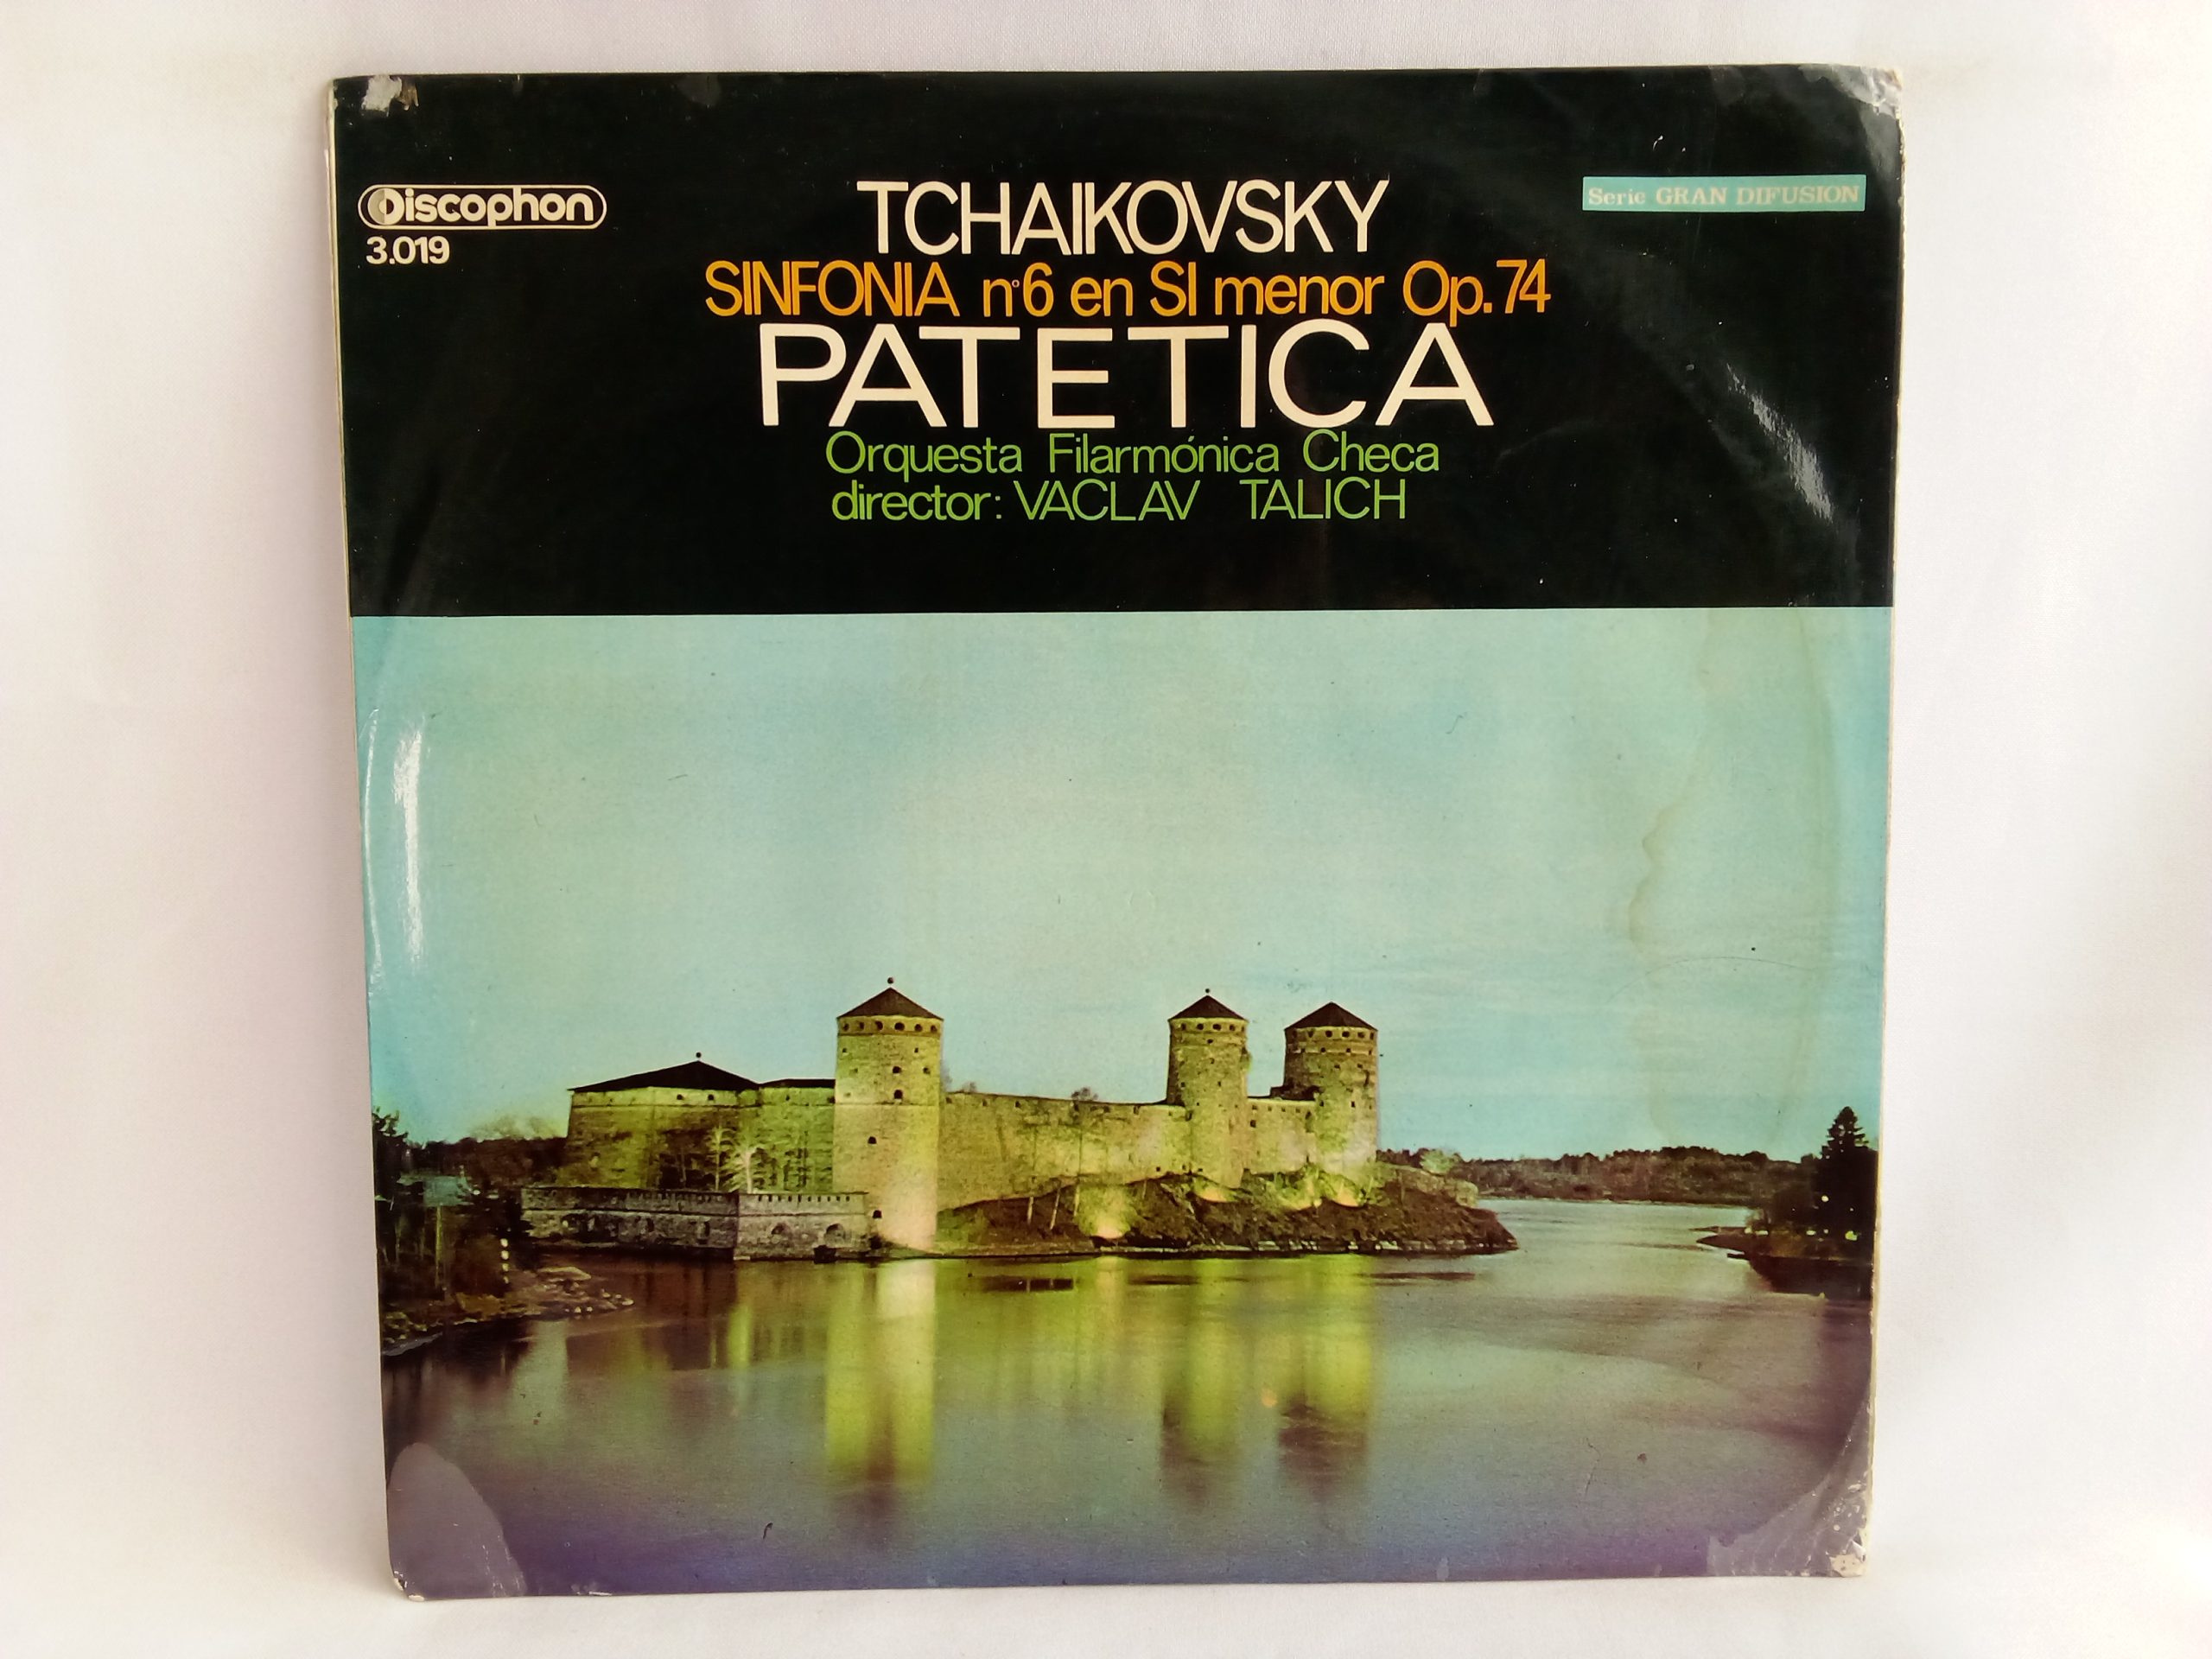 Discophon
3.019
TCHAIKOVSKY
Serie GRAN DIFUSION
SINFONIA nº6 en SI menor Op.74
PATETICA
Orquesta Filarmónica Checa
director: VACLAV TALICH